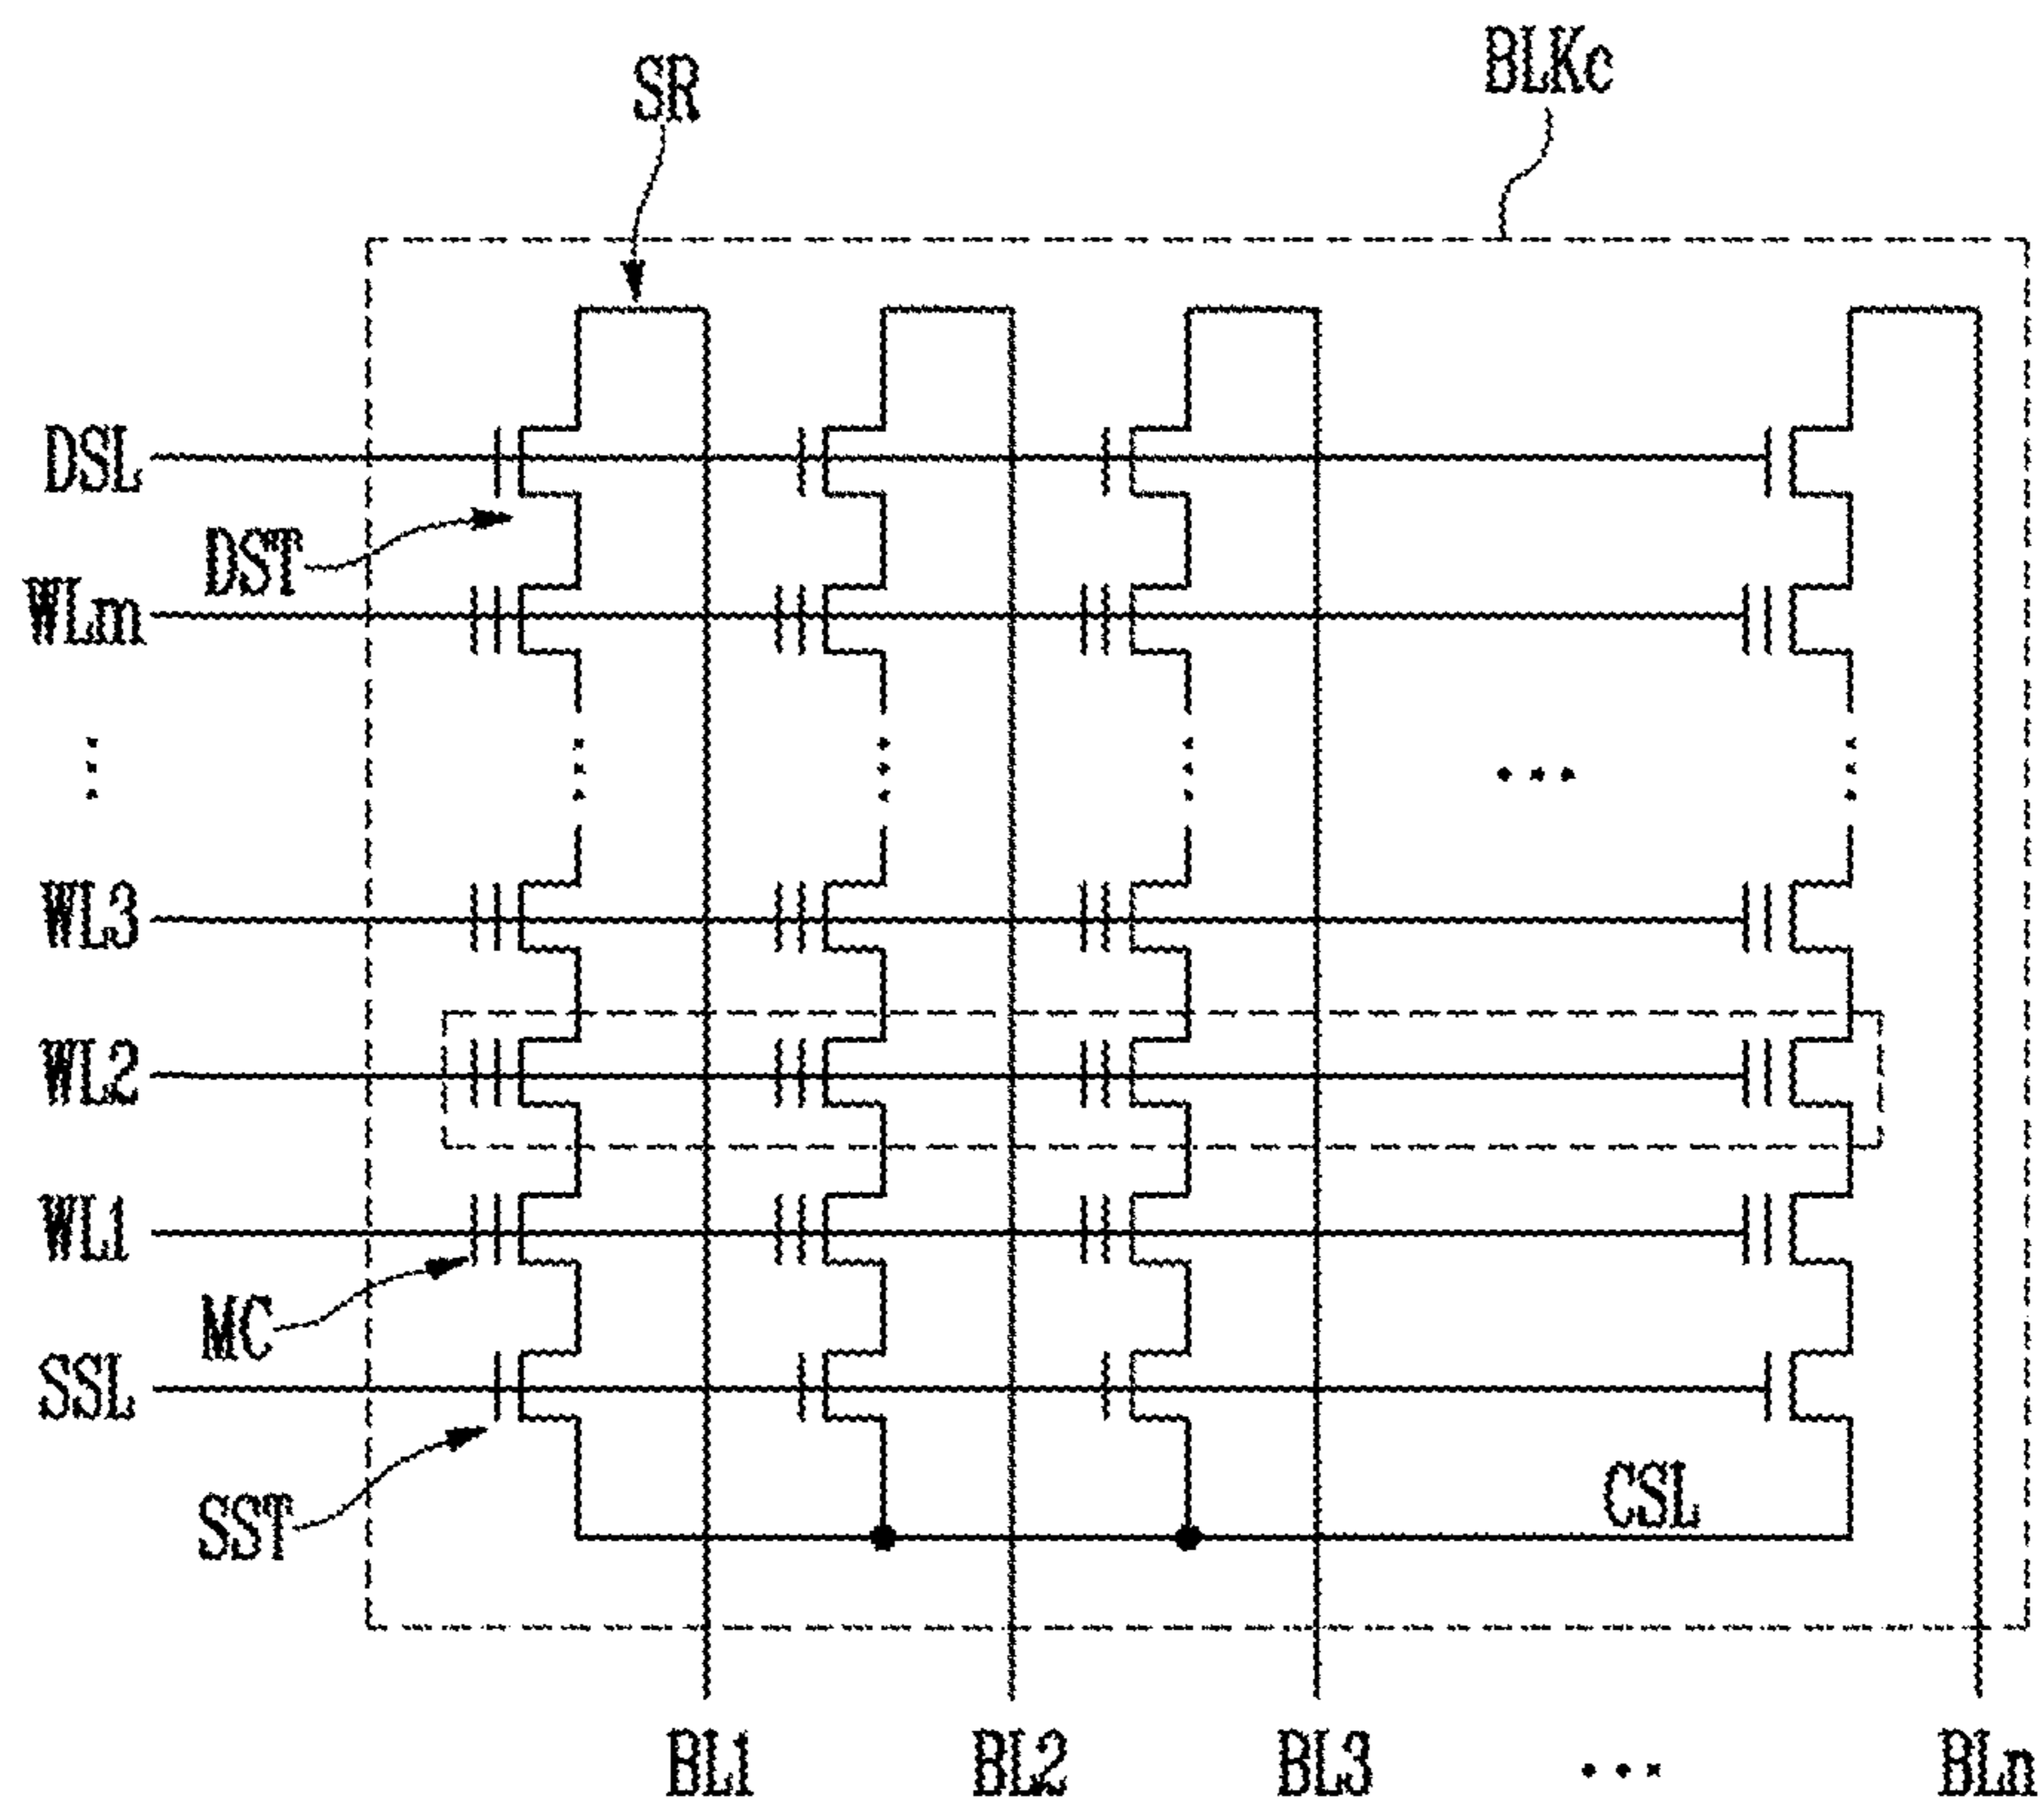 SR
BLKc
DSL
DST
WLm
⋮
WL3
WL2
WL1
MC
SSL
SST
CSL
BL1 BL2 BL3 ... BLn